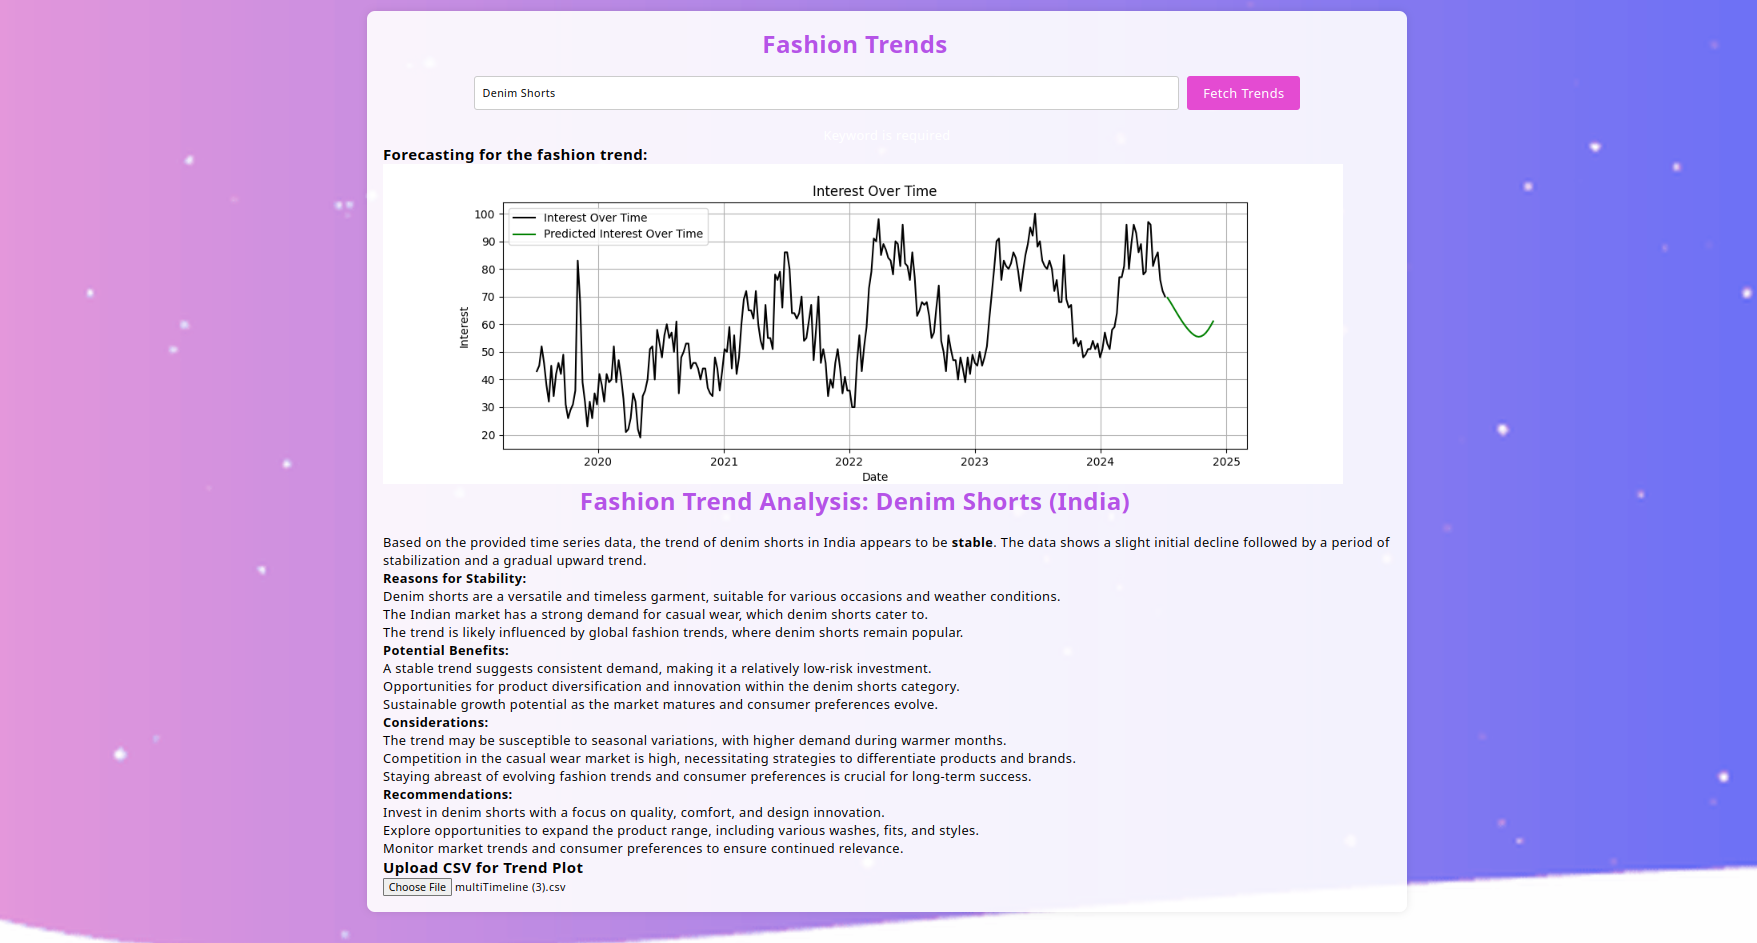 Fashion Trends
Denim Shorts
Fetch Trends
Keyword is required
Forecasting for the fashion trend:
Interest Over Time
Interest Over Time
Predicted Interest Over Time
100
90
80
70
60
50
40
30
20
Interest
2020
2021
2022
2023
2024
2025
Date
Fashion Trend Analysis: Denim Shorts (India)
Based on the provided time series data, the trend of denim shorts in India appears to be stable. The data shows a slight initial decline followed by a period of
stabilization and a gradual upward trend.
Reasons for Stability:
Denim shorts are a versatile and timeless garment, suitable for various occasions and weather conditions.
The Indian market has a strong demand for casual wear, which denim shorts cater to.
The trend is likely influenced by global fashion trends, where denim shorts remain popular.
Potential Benefits:
A stable trend suggests consistent demand, making it a relatively low-risk investment.
Opportunities for product diversification and innovation within the denim shorts category.
Sustainable growth potential as the market matures and consumer preferences evolve.
Considerations:
The trend may be susceptible to seasonal variations, with higher demand during warmer months.
Competition in the casual wear market is high, necessitating strategies to differentiate products and brands.
Staying abreast of evolving fashion trends and consumer preferences is crucial for long-term success.
Recommendations:
Invest in denim shorts with a focus on quality, comfort, and design innovation.
Explore opportunities to expand the product range, including various washes, fits, and styles.
Monitor market trends and consumer preferences to ensure continued relevance.
Upload CSV for Trend Plot
Choose File multiTimeline (3).csv